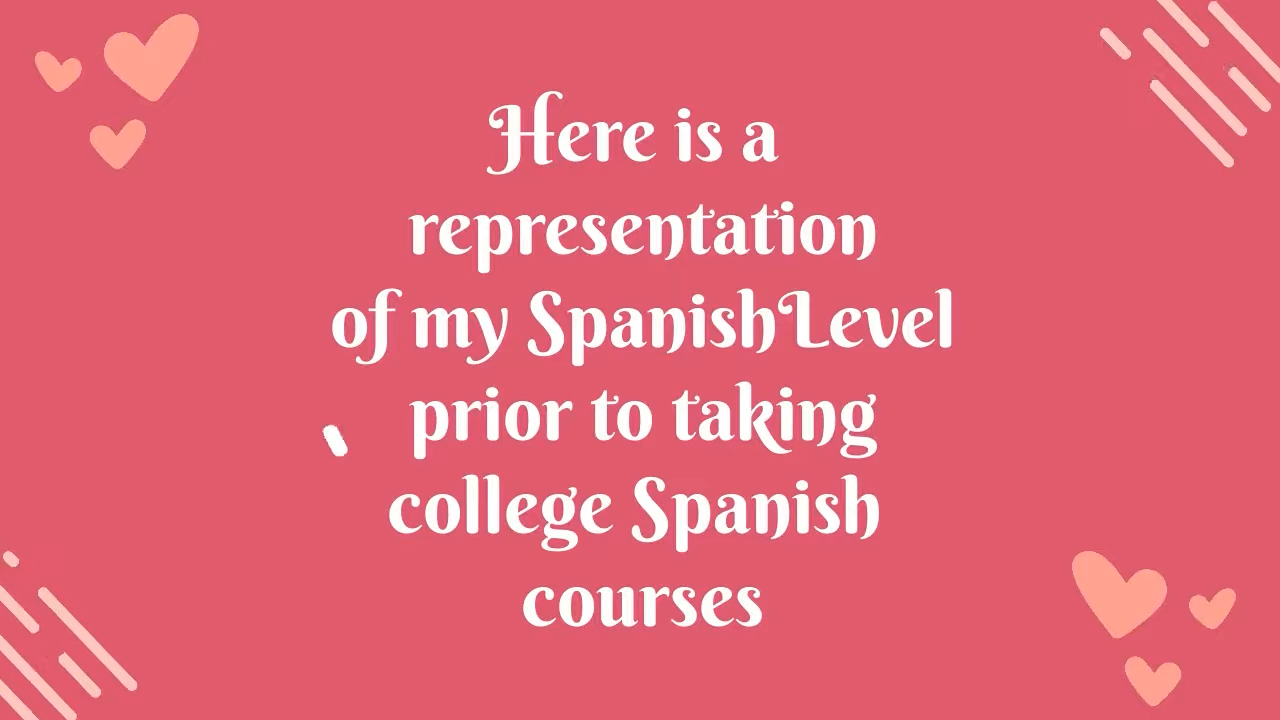 Here is a
representation
of my SpanishLevel
prior to taking
college Spanish
courses